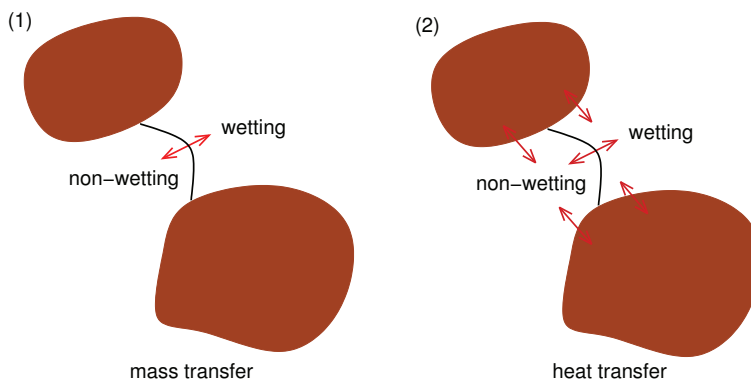 (1)
wetting
non−wetting
mass transfer
(2)
wetting
non−wetting
heat transfer